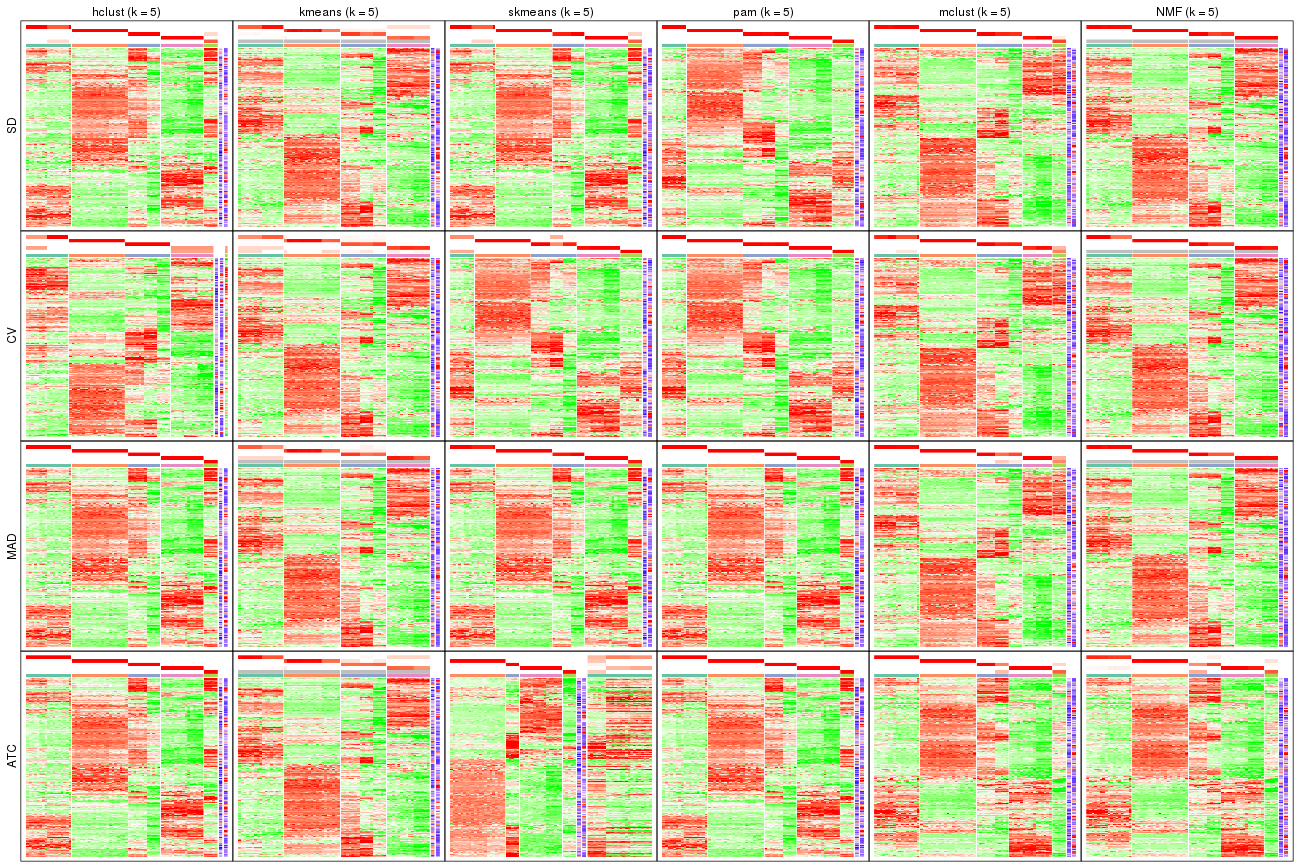 hclust (k = 5)
kmeans (k = 5)
skmeans (k = 5)
pam (k = 5)
mclust (k = 5)
NMF (k = 5)
SD
CV
MAD
ATC